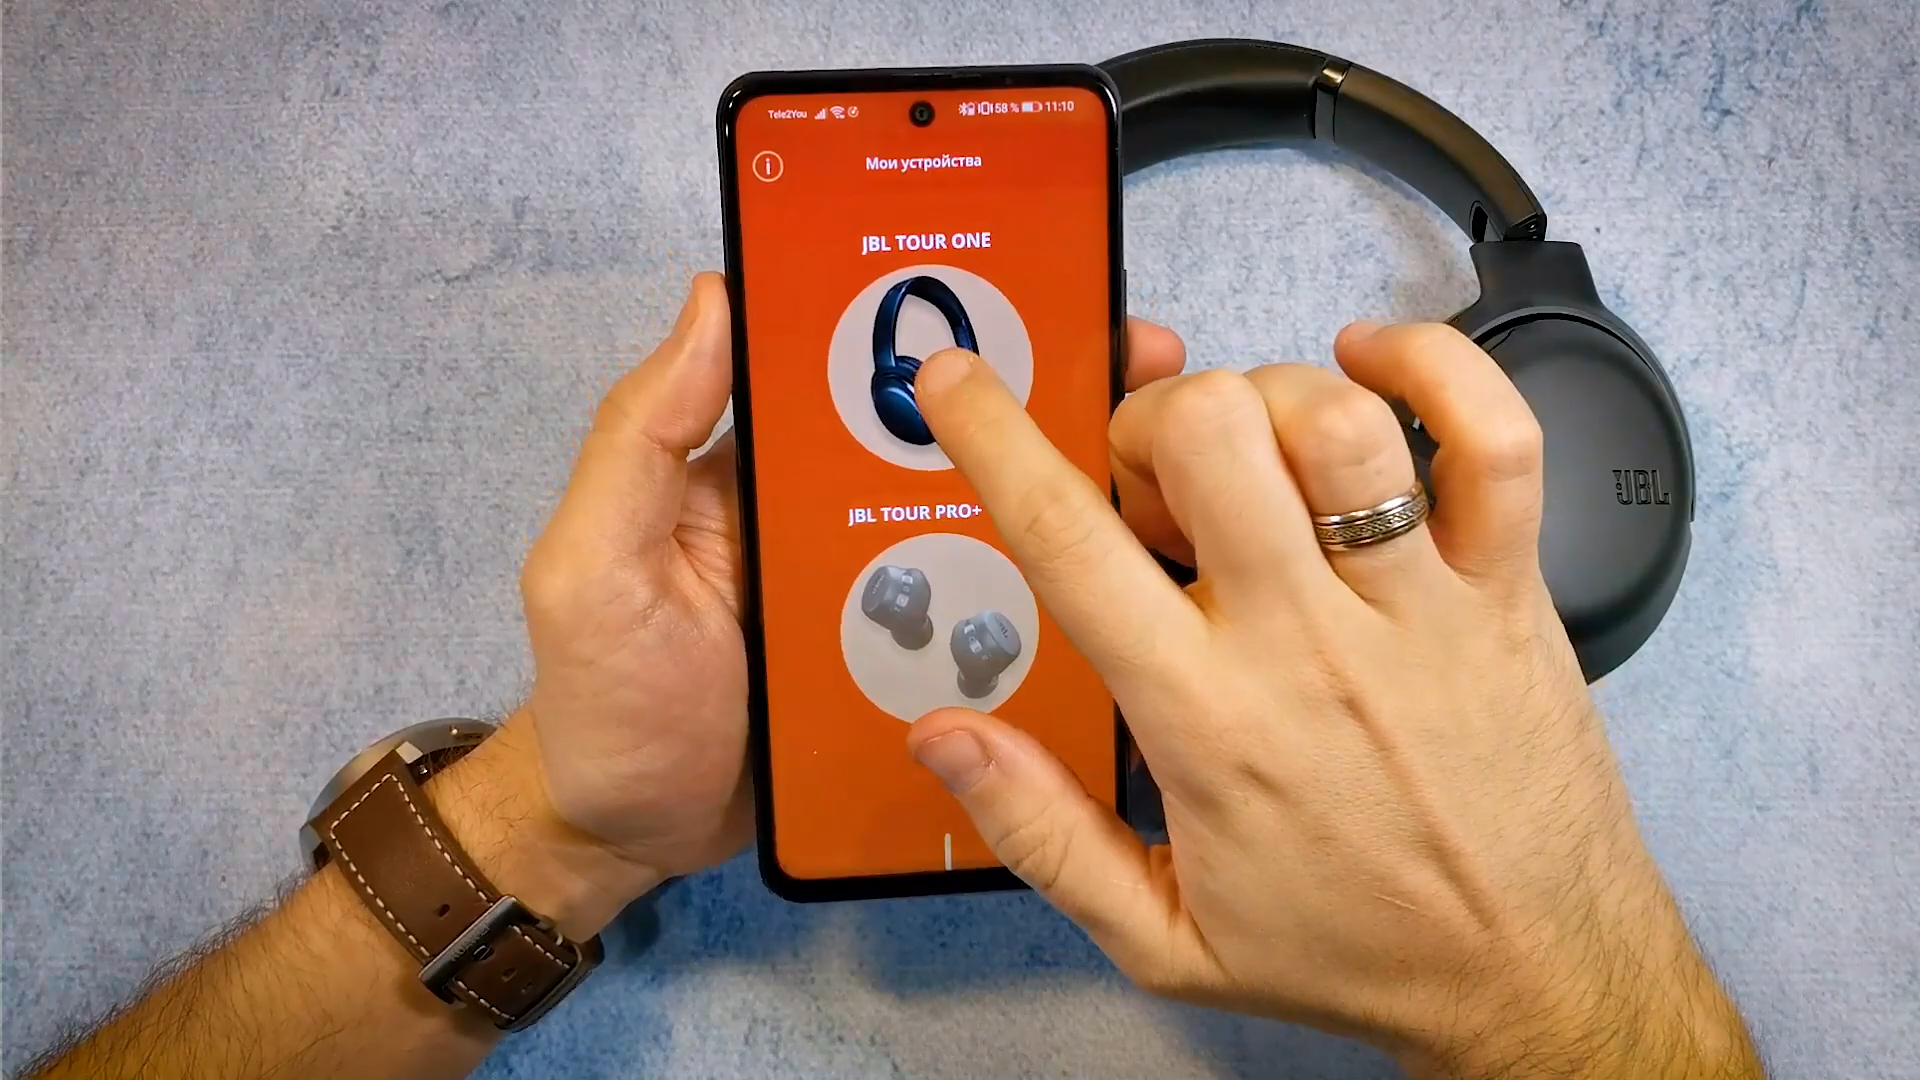 Tele2You 58 % 11:10
i
Мои устройства
JBL TOUR ONE
JBL TOUR PRO+
JBL